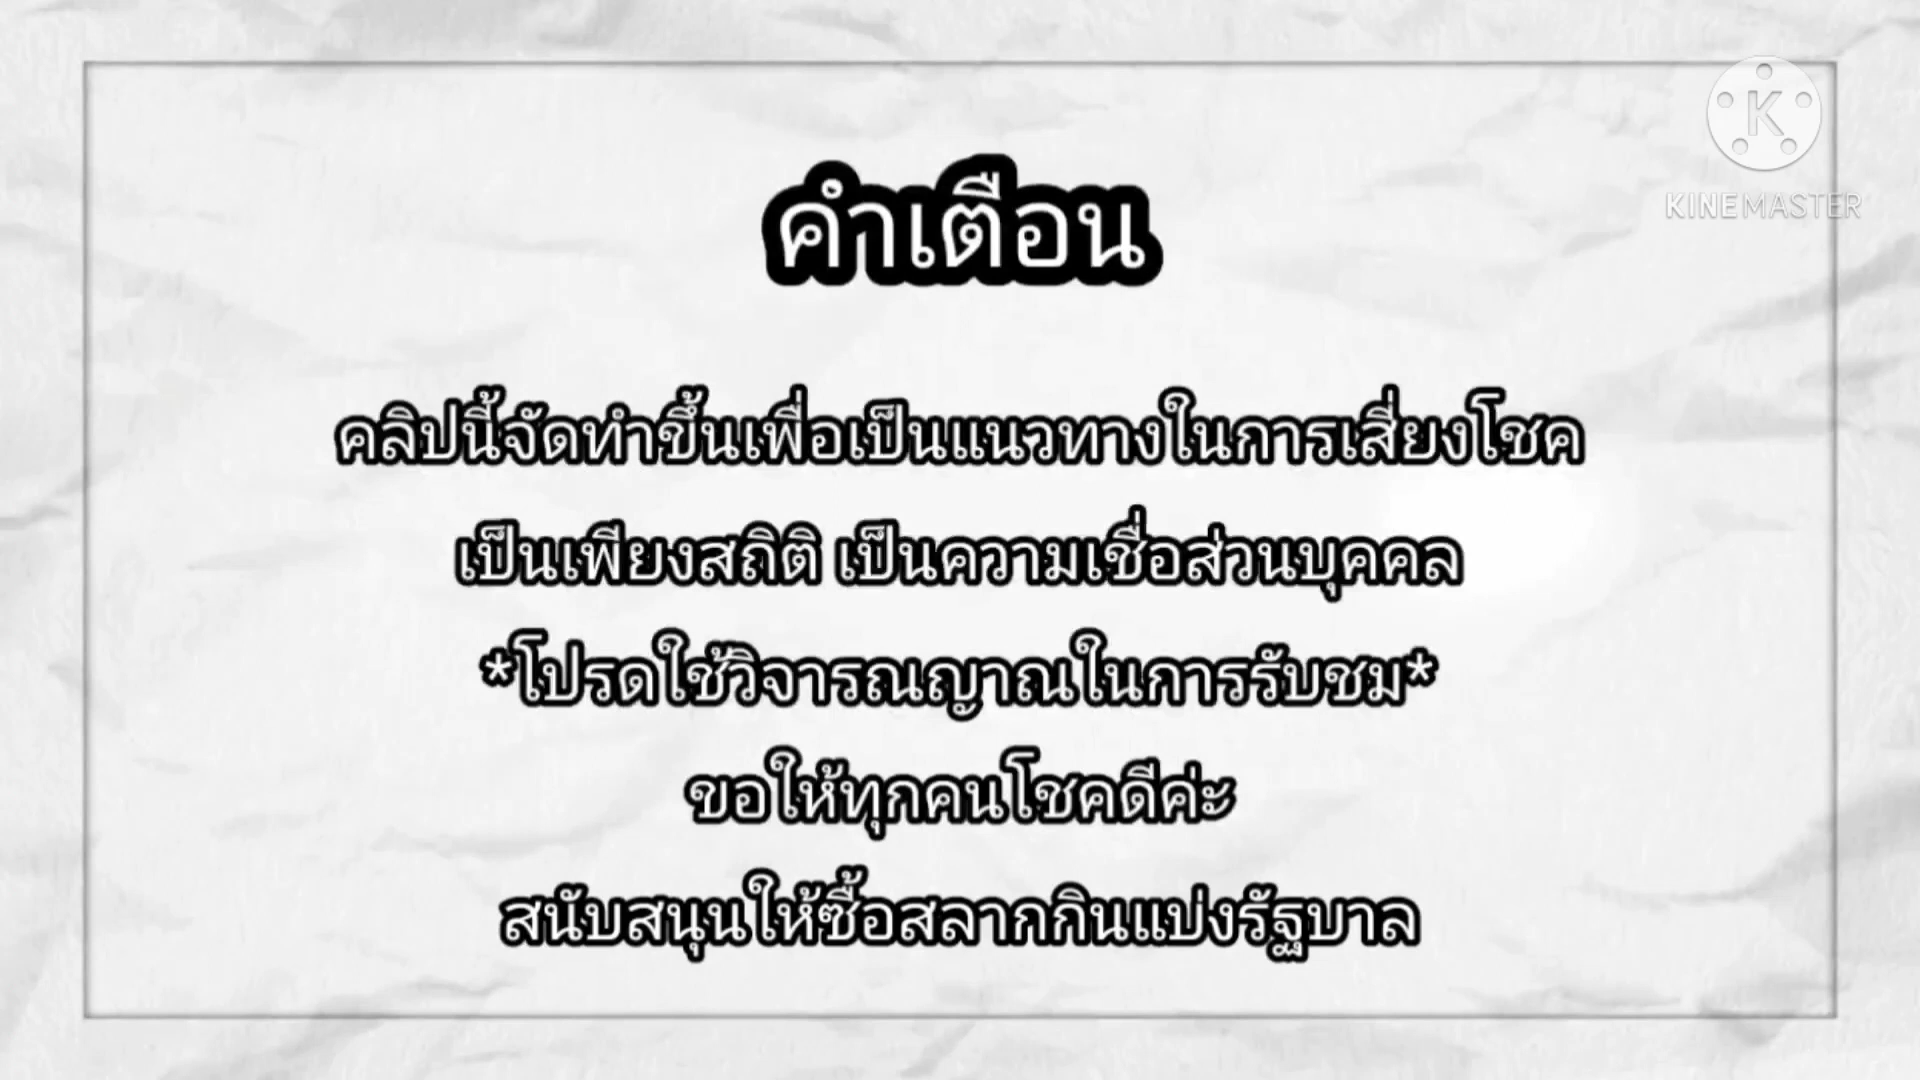 K
KINEMASTER
คำเตือน
คลิปนี้จัดทำขึ้นเพื่อเป็นแนวทางในการเสี่ยงโชค
เป็นเพียงสถิติ เป็นความเชื่อส่วนบุคคล
*โปรดใช้วิจารณญาณในการรับชม*
ขอให้ทุกคนโชคดีค่ะ
สนับสนุนให้ซื้อสลากกินแบ่งรัฐบาล